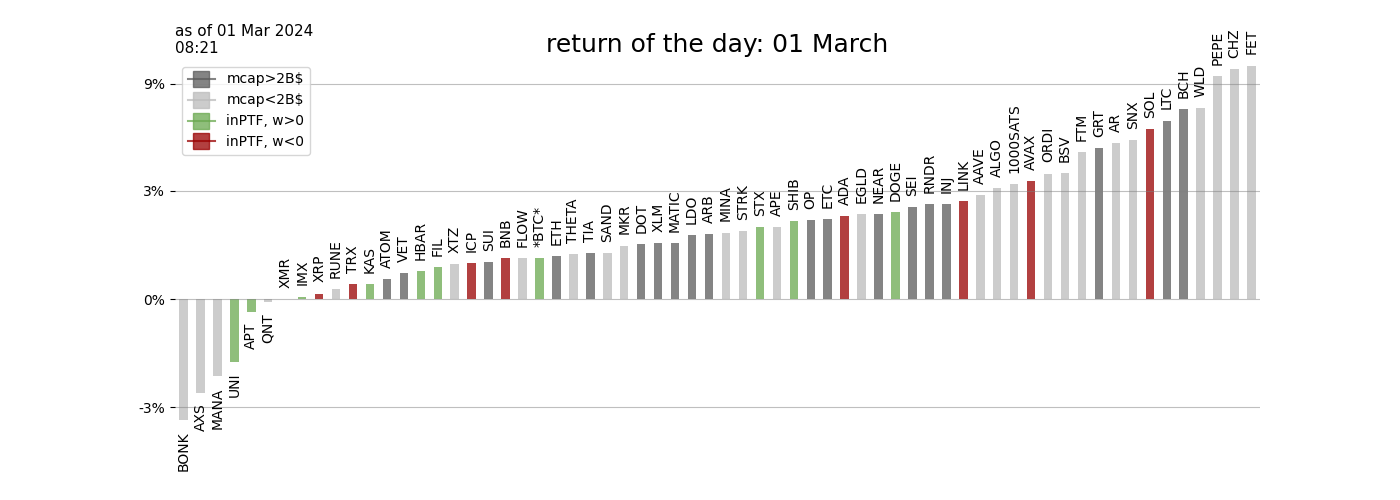 as of 01 Mar 2024
08:21
return of the day: 01 March
mcap>2B$
mcap<2B$
inPTF, w>0
inPTF, w<0
9%
3%
0%
-3%
BONK
AXS
MANA
UNI
APT
QNT
XMR
IMX
XRP
RUNE
TRX
KAS
ATOM
VET
HBAR
FIL
XTZ
ICP
SUI
BNB
FLOW
*BTC*
ETH
THETA
TIA
SAND
MKR
DOT
XLM
MATIC
LDO
ARB
MINA
STRK
STX
APE
SHIB
OP
ETC
ADA
EGLD
NEAR
DOGE
SEI
RNDR
INJ
LINK
AAVE
ALGO
1000SATS
AVAX
ORDI
BSV
FTM
GRT
AR
SNX
SOL
LTC
BCH
WLD
PEPE
CHZ
FET